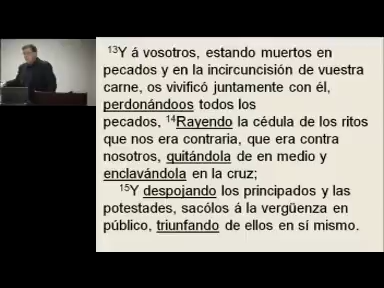 13Y á vosotros, estando muertos en
pecados y en la incircuncisión de vuestra
carne, os vivificó juntamente con él,
perdonándoos todos los
pecados, 14Rayendo la cédula de los ritos
que nos era contraria, que era contra
nosotros, quitándola de en medio y
enclavándola en la cruz;
15Y despojando los principados y las
potestades, sacólos á la vergüenza en
público, triunfando de ellos en sí mismo.